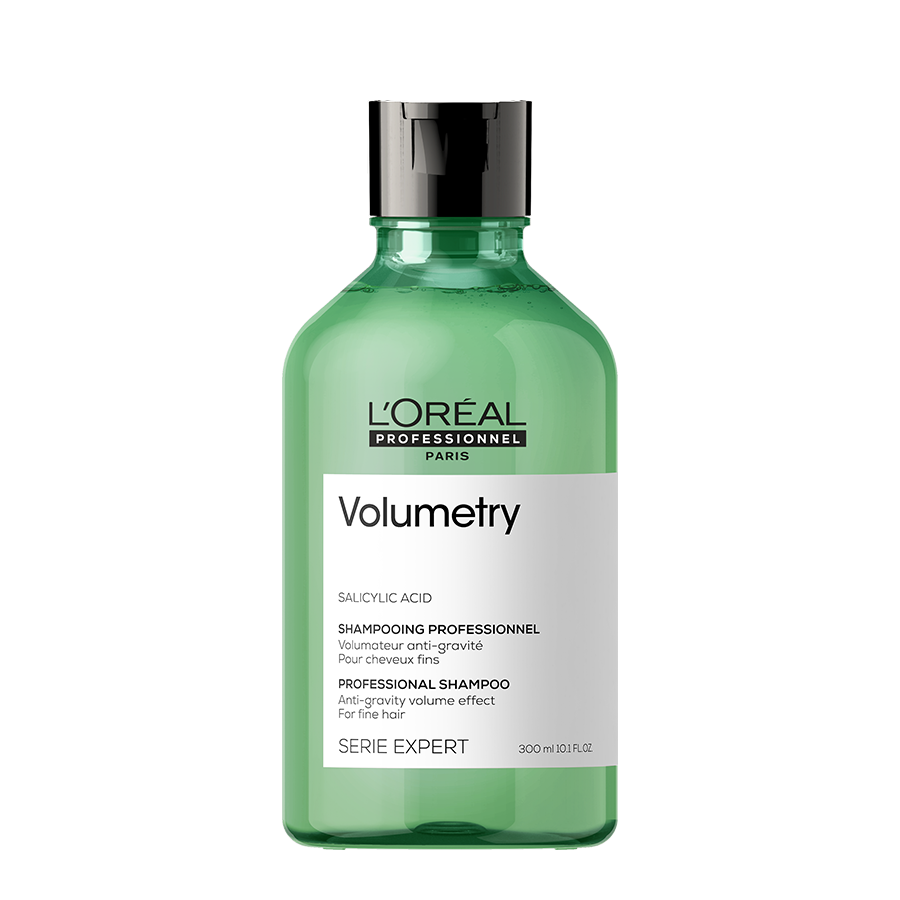 L'ORÉAL
PROFESSIONNEL
PARIS
Volumetry
SALICYLIC ACID
SHAMPOOING PROFESSIONNEL
Volumateur anti-gravité
Pour cheveux fins
PROFESSIONAL SHAMPOO
Anti-gravity volume effect
For fine hair
SERIE EXPERT 300 ml 10.1 FL.OZ.